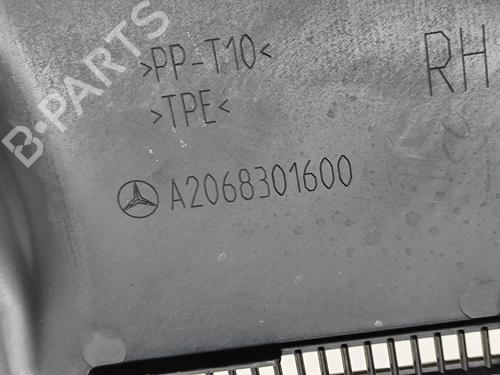 >PP-T10<
RH
>TPE<
A2068301600
B-PARTS